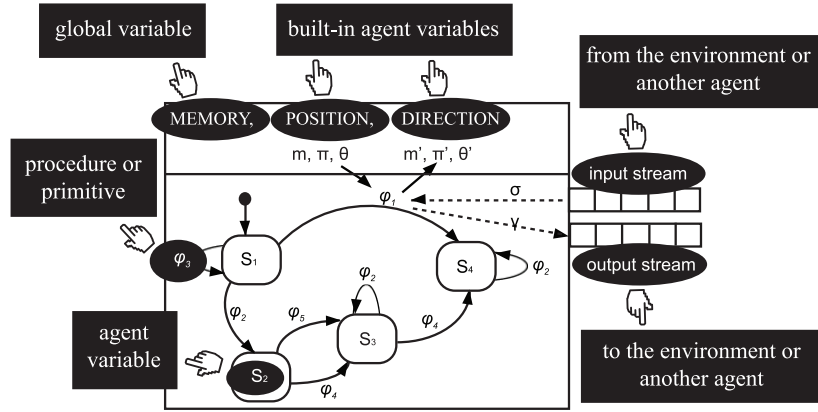 global variable
built-in agent variables
from the environment or
another agent
MEMORY,
POSITION,
DIRECTION
m, π, θ
m’, π’, θ’
procedure or
primitive
input stream
σ
φ1
γ
φ3
S1
S4
φ2
φ2
output stream
φ2
φ5
φ4
S3
agent
variable
S2
φ4
to the environment or
another agent